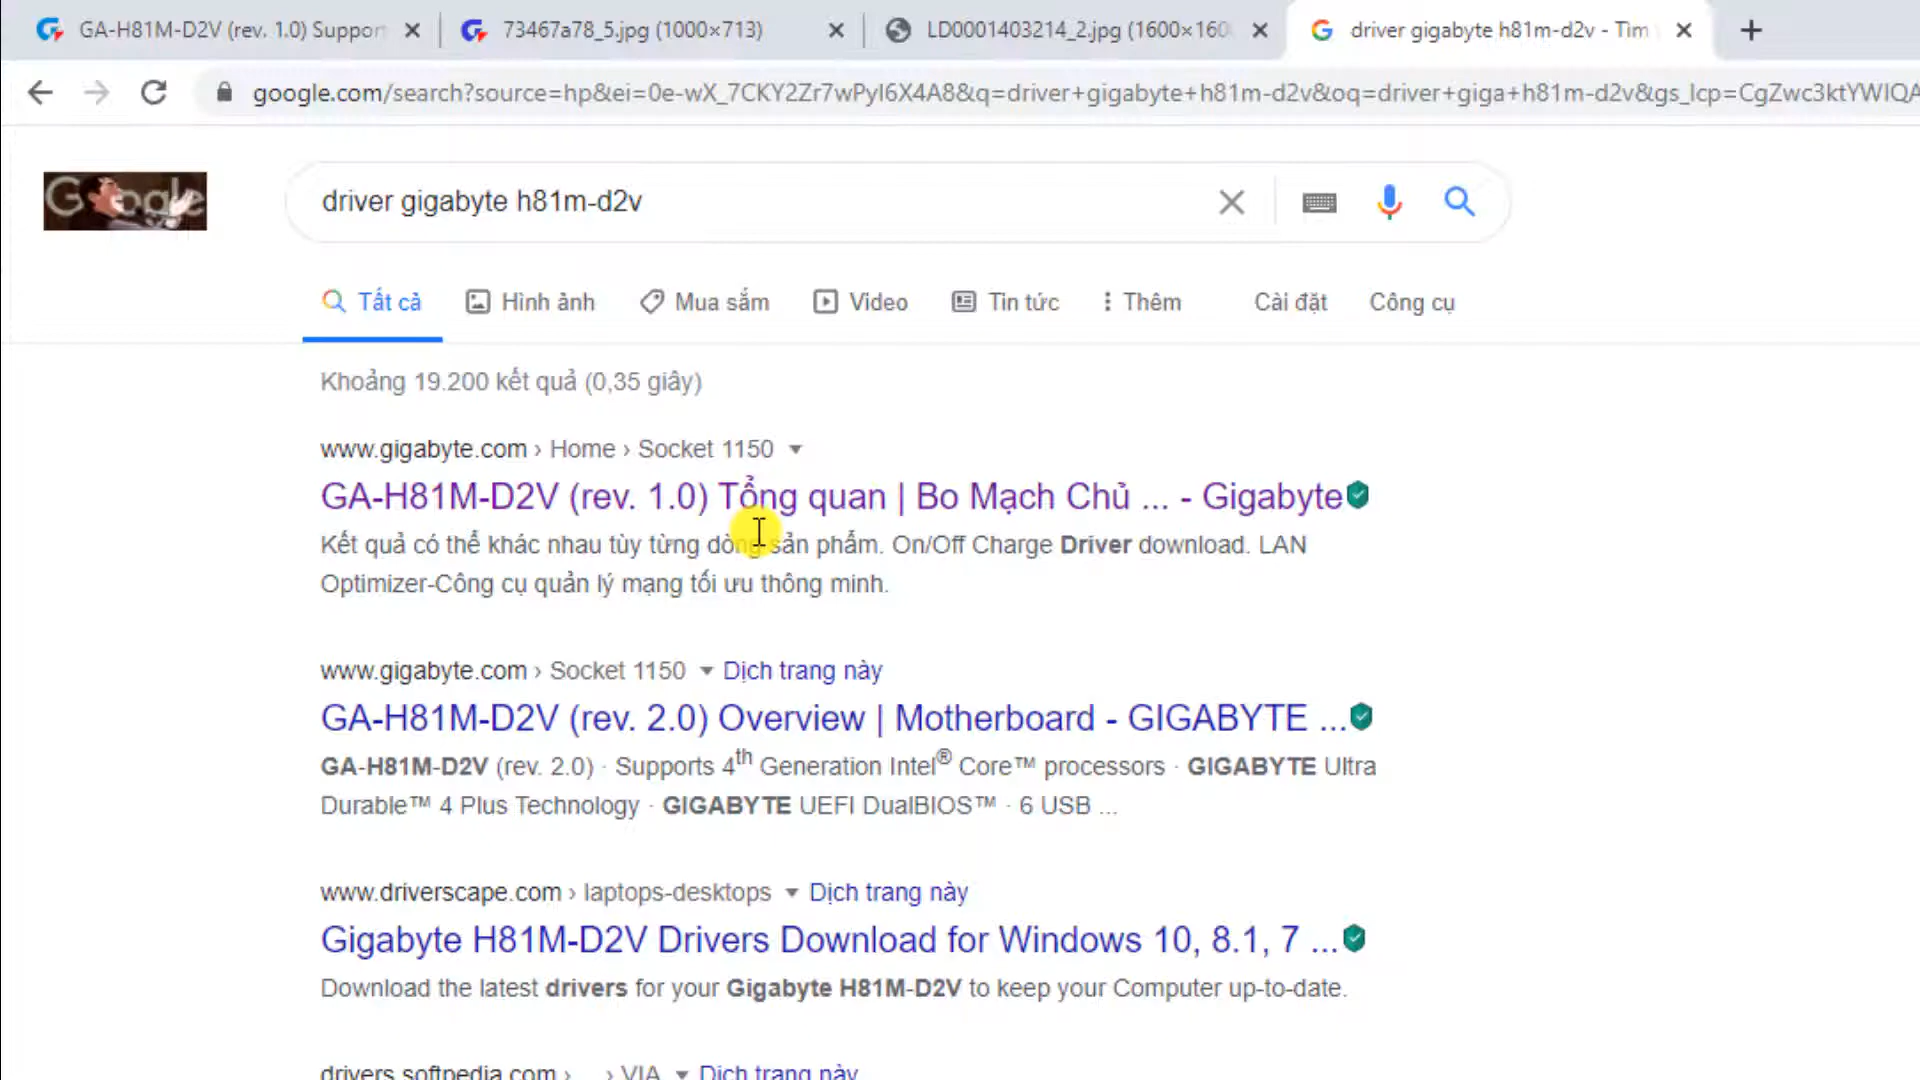 GA-H81M-D2V (rev. 1.0) Suppor
73467a78_5.jpg (1000×713)
LD0001403214_2.jpg (1600×160
driver gigabyte h81m-d2v - Tìm
google.com/search?source=hp&ei=0e-wX_7CKY2Zr7wPyI6X4A8&q=driver+gigabyte+h81m-d2v&oq=driver+giga+h81m-d2v&gs_lcp=CgZwc3ktYWIQA
Google
driver gigabyte h81m-d2v
Tất cả
Hình ảnh
Mua sắm
Video
Tin tức
Thêm
Cài đặt
Công cụ
Khoảng 19.200 kết quả (0,35 giây)
www.gigabyte.com › Home › Socket 1150
GA-H81M-D2V (rev. 1.0) Tổng quan | Bo Mạch Chủ ... - Gigabyte
Kết quả có thể khác nhau tùy từng dòng sản phẩm. On/Off Charge Driver download. LAN
Optimizer-Công cụ quản lý mạng tối ưu thông minh.
www.gigabyte.com › Socket 1150 Dịch trang này
GA-H81M-D2V (rev. 2.0) Overview | Motherboard - GIGABYTE ...
GA-H81M-D2V (rev. 2.0) · Supports 4th Generation Intel® Core™ processors · GIGABYTE Ultra
Durable™ 4 Plus Technology · GIGABYTE UEFI DualBIOS™ · 6 USB ...
www.driverscape.com › laptops-desktops Dịch trang này
Gigabyte H81M-D2V Drivers Download for Windows 10, 8.1, 7 ...
Download the latest drivers for your Gigabyte H81M-D2V to keep your Computer up-to-date.
drivers.softpedia.com › ... › VIA Dịch trang này